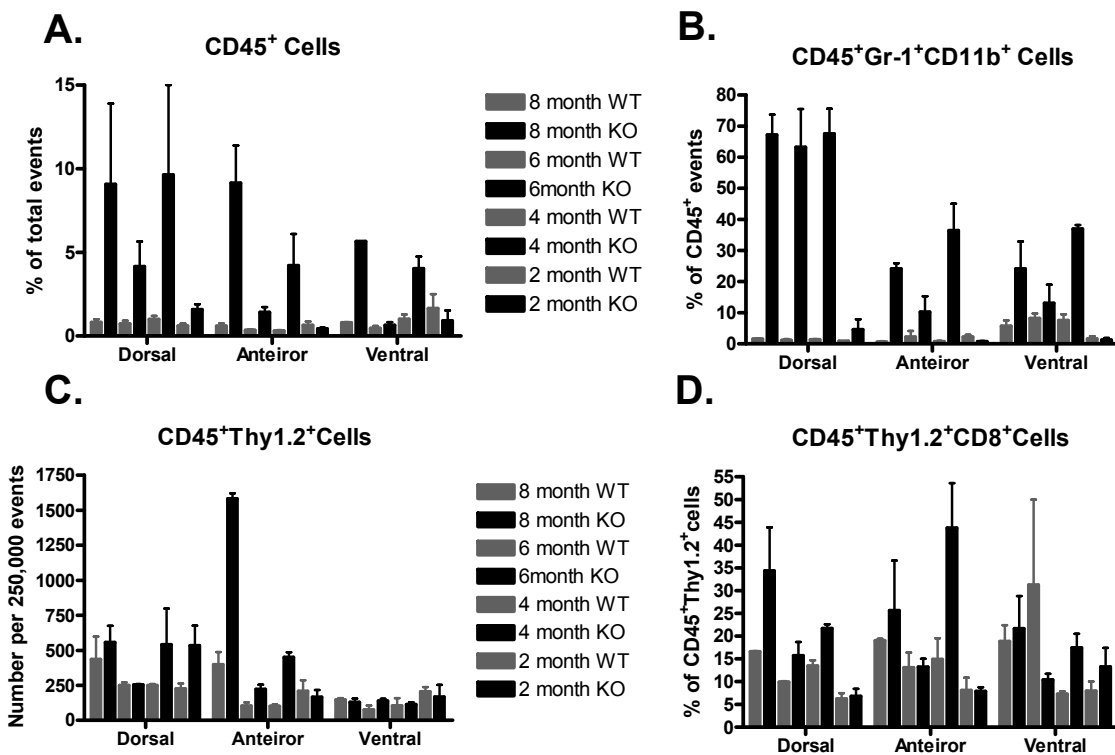 A.
CD45+ Cells
% of total events
15
10
5
0
Dorsal Anteiror Ventral
8 month WT
8 month KO
6 month WT
6month KO
4 month WT
4 month KO
2 month WT
2 month KO
B.
CD45+Gr-1+CD11b+ Cells
% of CD45+ events
80
70
60
50
40
30
20
10
0
Dorsal Anteiror Ventral
C.
CD45+Thy1.2+Cells
Number per 250,000 events
1750
1500
1250
1000
750
500
250
0
Dorsal Anteiror Ventral
8 month WT
8 month KO
6 month WT
6month KO
4 month WT
4 month KO
2 month WT
2 month KO
D.
CD45+Thy1.2+CD8+Cells
% of CD45+Thy1.2+cells
55
50
45
40
35
30
25
20
15
10
5
0
Dorsal Anteiror Ventral